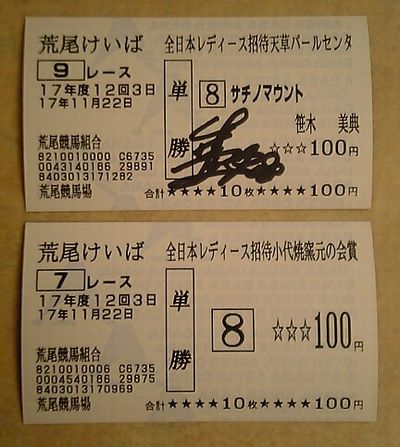 荒尾けいば
全日本レディース招待天草パールセンタ
9レース
17年度12回3日
17年11月22日
単勝
8 サチノマウント
笹木 美典
☆☆☆100円
荒尾競馬組合
8210010000 C6735
0043140186 29891
8403013171282
荒尾競馬場
合計★★★★10枚★★★★100円
荒尾けいば
全日本レディース招待小代焼窯元の会賞
7レース
17年度12回3日
17年11月22日
単勝
8
☆☆☆100円
荒尾競馬組合
8210010006 C6735
0004540186 29875
8403013170969
荒尾競馬場
合計★★★★10枚★★★★100円